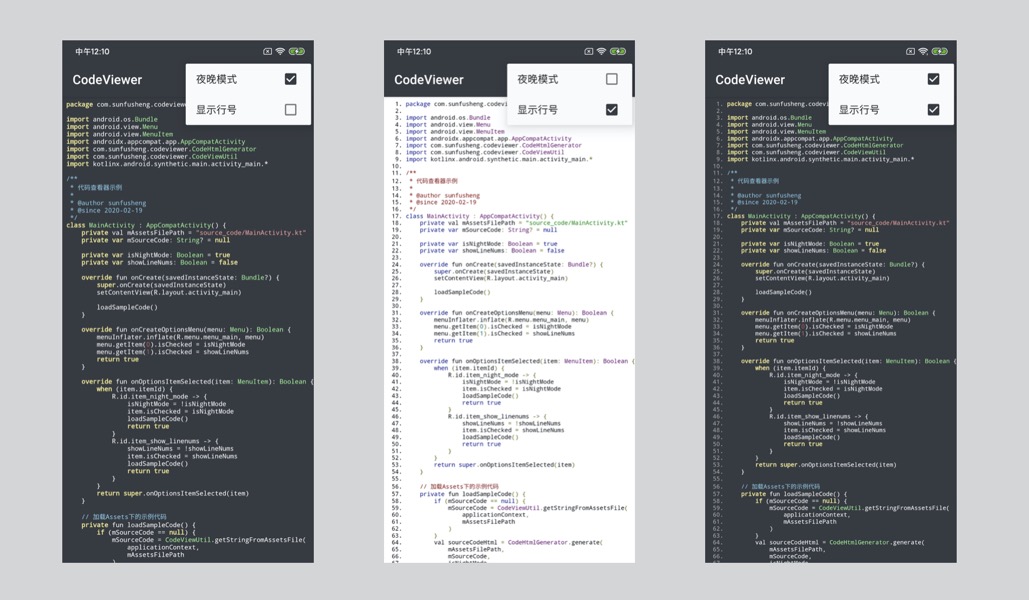 中午12:10
CodeViewer
夜晚模式
显示行号
package com.sunfusheng.codeviewe
import android.os.Bundle
import android.view.Menu
import android.view.MenuItem
import androidx.appcompat.app.AppCompatActivity
import com.sunfusheng.codeviewer.CodeHtmlGenerator
import com.sunfusheng.codeviewer.CodeViewUtil
import kotlinx.android.synthetic.main.activity_main.*
/**
* 代码查看器示例
*
* @author sunfusheng
* @since 2020-02-19
*/
class MainActivity : AppCompatActivity() {
private val mAssetsFilePath = "source_code/MainActivity.kt"
private var mSourceCode: String? = null
private var isNightMode: Boolean = true
private var showLineNums: Boolean = false
override fun onCreate(savedInstanceState: Bundle?) {
super.onCreate(savedInstanceState)
setContentView(R.layout.activity_main)
loadSampleCode()
}
override fun onCreateOptionsMenu(menu: Menu): Boolean {
menuInflater.inflate(R.menu.menu_main, menu)
menu.getItem(0).isChecked = isNightMode
menu.getItem(1).isChecked = showLineNums
return true
}
override fun onOptionsItemSelected(item: MenuItem): Boolean {
when (item.itemId) {
R.id.item_night_mode -> {
isNightMode = !isNightMode
item.isChecked = isNightMode
loadSampleCode()
return true
}
R.id.item_show_linenums -> {
showLineNums = !showLineNums
item.isChecked = showLineNums
loadSampleCode()
return true
}
}
return super.onOptionsItemSelected(item)
}
// 加载Assets下的示例代码
private fun loadSampleCode() {
if (mSourceCode == null) {
mSourceCode = CodeViewUtil.getStringFromAssetsFile(
applicationContext,
mAssetsFilePath
中午12:10
CodeViewer
夜晚模式
显示行号
1. package com.sunfusheng.codevi
2.
3. import android.os.Bundle
4. import android.view.Menu
5. import android.view.MenuItem
6. import androidx.appcompat.app.AppCompatActivity
7. import com.sunfusheng.codeviewer.CodeHtmlGenerator
8. import com.sunfusheng.codeviewer.CodeViewUtil
9. import kotlinx.android.synthetic.main.activity_main.*
10.
11. /**
12. * 代码查看器示例
13. *
14. * @author sunfusheng
15. * @since 2020-02-19
16. */
17. class MainActivity : AppCompatActivity() {
18. private val mAssetsFilePath = "source_code/MainActivity.kt"
19. private var mSourceCode: String? = null
20.
21. private var isNightMode: Boolean = true
22. private var showLineNums: Boolean = false
23.
24. override fun onCreate(savedInstanceState: Bundle?) {
25. super.onCreate(savedInstanceState)
26. setContentView(R.layout.activity_main)
27.
28. loadSampleCode()
29. }
30.
31. override fun onCreateOptionsMenu(menu: Menu): Boolean {
32. menuInflater.inflate(R.menu.menu_main, menu)
33. menu.getItem(0).isChecked = isNightMode
34. menu.getItem(1).isChecked = showLineNums
35. return true
36. }
37.
38. override fun onOptionsItemSelected(item: MenuItem): Boolean {
39. when (item.itemId) {
40. R.id.item_night_mode -> {
41. isNightMode = !isNightMode
42. item.isChecked = isNightMode
43. loadSampleCode()
44. return true
45. }
46. R.id.item_show_linenums -> {
47. showLineNums = !showLineNums
48. item.isChecked = showLineNums
49. loadSampleCode()
50. return true
51. }
52. }
53. return super.onOptionsItemSelected(item)
54. }
55.
56. // 加载Assets下的示例代码
57. private fun loadSampleCode() {
58. if (mSourceCode == null) {
59. mSourceCode = CodeViewUtil.getStringFromAssetsFile(
60. applicationContext,
61. mAssetsFilePath
62. )
63. }
64. val sourceCodeHtml = CodeHtmlGenerator.generate(
65. mAssetsFilePath,
66. mSourceCode,
67. isNightMode,
中午12:10
CodeViewer
夜晚模式
显示行号
1. package com.sunfusheng.codevi
2.
3. import android.os.Bundle
4. import android.view.Menu
5. import android.view.MenuItem
6. import androidx.appcompat.app.AppCompatActivity
7. import com.sunfusheng.codeviewer.CodeHtmlGenerator
8. import com.sunfusheng.codeviewer.CodeViewUtil
9. import kotlinx.android.synthetic.main.activity_main.*
10.
11. /**
12. * 代码查看器示例
13. *
14. * @author sunfusheng
15. * @since 2020-02-19
16. */
17. class MainActivity : AppCompatActivity() {
18. private val mAssetsFilePath = "source_code/MainActivity.kt"
19. private var mSourceCode: String? = null
20.
21. private var isNightMode: Boolean = true
22. private var showLineNums: Boolean = false
23.
24. override fun onCreate(savedInstanceState: Bundle?) {
25. super.onCreate(savedInstanceState)
26. setContentView(R.layout.activity_main)
27.
28. loadSampleCode()
29. }
30.
31. override fun onCreateOptionsMenu(menu: Menu): Boolean {
32. menuInflater.inflate(R.menu.menu_main, menu)
33. menu.getItem(0).isChecked = isNightMode
34. menu.getItem(1).isChecked = showLineNums
35. return true
36. }
37.
38. override fun onOptionsItemSelected(item: MenuItem): Boolean {
39. when (item.itemId) {
40. R.id.item_night_mode -> {
41. isNightMode = !isNightMode
42. item.isChecked = isNightMode
43. loadSampleCode()
44. return true
45. }
46. R.id.item_show_linenums -> {
47. showLineNums = !showLineNums
48. item.isChecked = showLineNums
49. loadSampleCode()
50. return true
51. }
52. }
53. return super.onOptionsItemSelected(item)
54. }
55.
56. // 加载Assets下的示例代码
57. private fun loadSampleCode() {
58. if (mSourceCode == null) {
59. mSourceCode = CodeViewUtil.getStringFromAssetsFile(
60. applicationContext,
61. mAssetsFilePath
62. )
63. }
64. val sourceCodeHtml = CodeHtmlGenerator.generate(
65. mAssetsFilePath,
66. mSourceCode,
67. isNightMode,